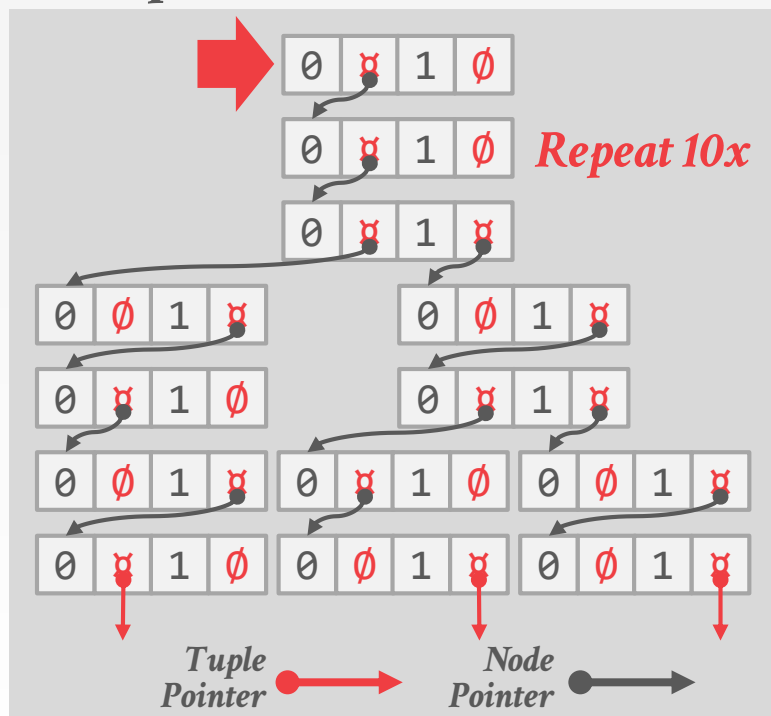 0 ¤ 1 Ø
0 ¤ 1 Ø
Repeat 10x
0 ¤ 1 ¤
0 Ø 1 ¤
0 Ø 1 ¤
0 ¤ 1 Ø
0 ¤ 1 ¤
0 Ø 1 ¤
0 ¤ 1 Ø
0 Ø 1 ¤
0 ¤ 1 Ø
0 Ø 1 ¤
0 Ø 1 ¤
Tuple
Pointer
Node
Pointer